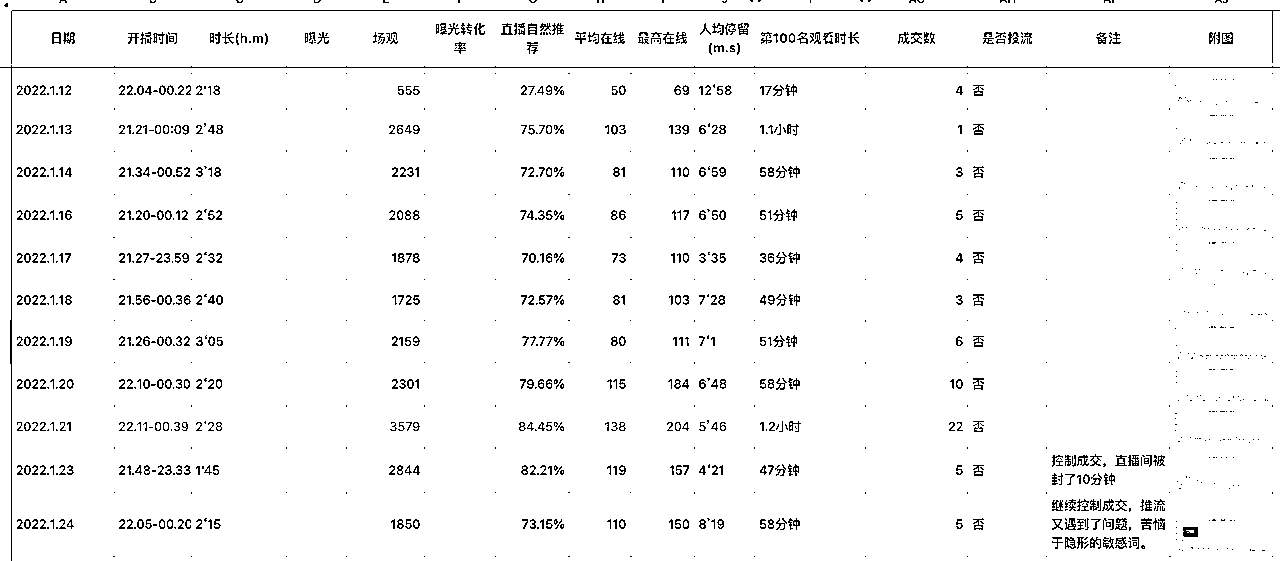 日期 开播时间 时长(h.m) 曝光 场观 曝光转化率 直播自然推荐 平均在线 最高在线 人均停留(m.s) 第100名观看时长 成交数 是否投流 备注 附图
2022.1.12 22.04-00.22 2'18 555 27.49% 50 69 12'58 17分钟 4 否
2022.1.13 21.21-00:09 2'48 2649 75.70% 103 139 6'28 1.1小时 1 否
2022.1.14 21.34-00.52 3'18 2231 72.70% 81 110 6'59 58分钟 3 否
2022.1.16 21.20-00.12 2'52 2088 74.35% 86 117 6'50 51分钟 5 否
2022.1.17 21.27-23.59 2'32 1878 70.16% 73 110 3'35 36分钟 4 否
2022.1.18 21.56-00.36 2'40 1725 72.57% 81 103 7'28 49分钟 3 否
2022.1.19 21.26-00.32 3'05 2159 77.77% 80 111 7'1 51分钟 6 否
2022.1.20 22.10-00.30 2'20 2301 79.66% 115 184 6'48 58分钟 10 否
2022.1.21 22.11-00.39 2'28 3579 84.45% 138 204 5'46 1.2小时 22 否
2022.1.23 21.48-23.33 1'45 2844 82.21% 119 157 4'21 47分钟 5 否 控制成交，直播间被封了10分钟
2022.1.24 22.05-00.20 2'15 1850 73.15% 110 150 8'19 58分钟 5 否 继续控制成交，推流又遇到了问题，苦恼于隐形的敏感词。